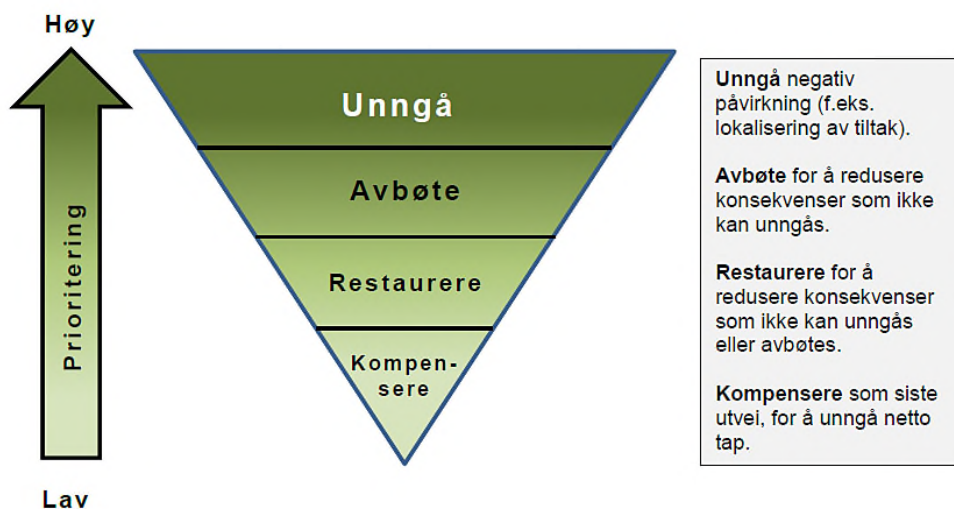 Høy
Prioritering
Lav
Unngå
Avbøte
Restaurere
Kompen-
sere
Unngå negativ
påvirkning (f.eks.
lokalisering av tiltak).
Avbøte for å redusere
konsekvenser som ikke
kan unngås.
Restaurere for å
redusere konsekvenser
som ikke kan unngås
eller avbøtes.
Kompensere som siste
utvei, for å unngå netto
tap.